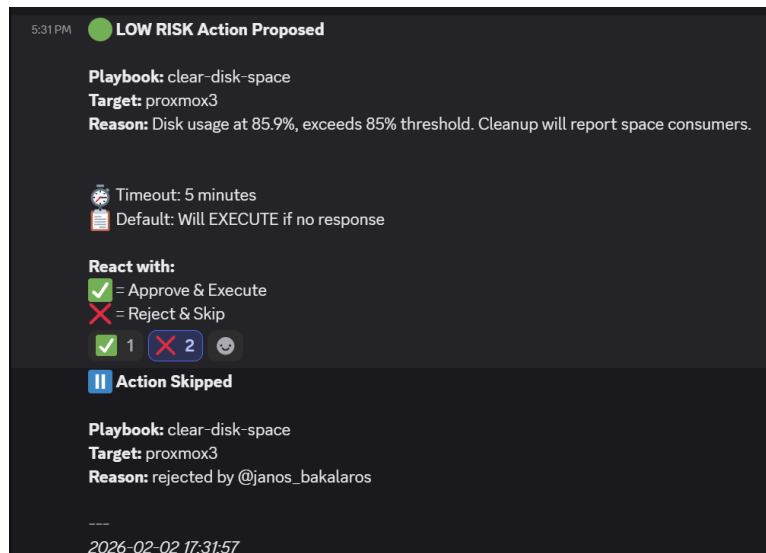 5:31 PM LOW RISK Action Proposed
Playbook: clear-disk-space
Target: proxmox3
Reason: Disk usage at 85.9%, exceeds 85% threshold. Cleanup will report space consumers.
Timeout: 5 minutes
Default: Will EXECUTE if no response
React with:
= Approve & Execute
= Reject & Skip
1 2
Action Skipped
Playbook: clear-disk-space
Target: proxmox3
Reason: rejected by @janos_bakalaros
---
2026-02-02 17:31:57